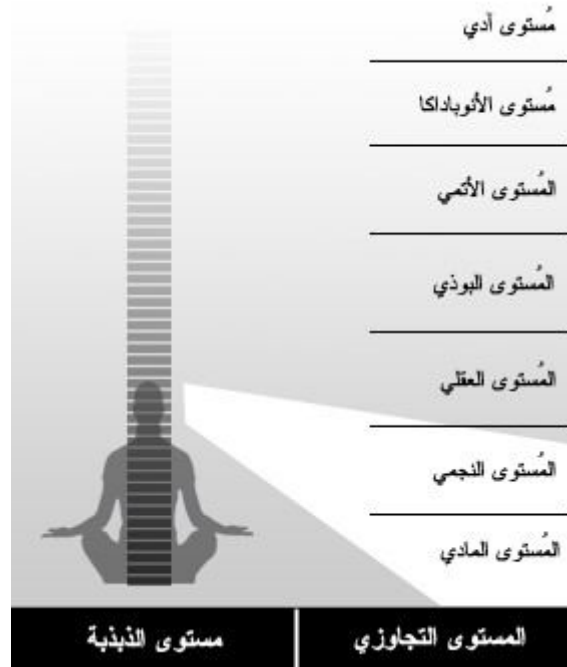 مُستوى آدي
مُستوى الأنوباداكا
المُستوى الأتمي
المُستوى البوذي
المُستوى العقلي
المُستوى النجمي
المُستوى المادي
المستوى التجاوزي
مستوى الذبذبة